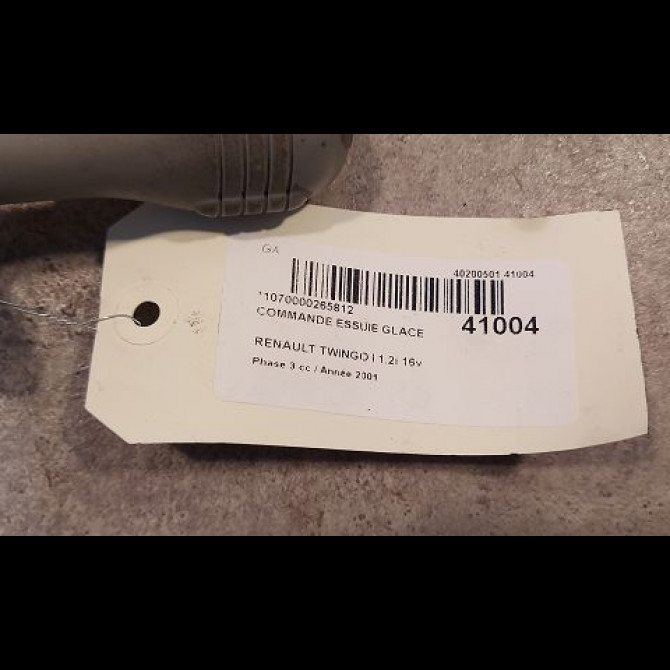 GA
40200501 41004
*1070000265812
COMMANDE ESSUIE GLACE
41004
RENAULT TWINGO I 1.2i 16v
Phase 3 cc / Année 2001